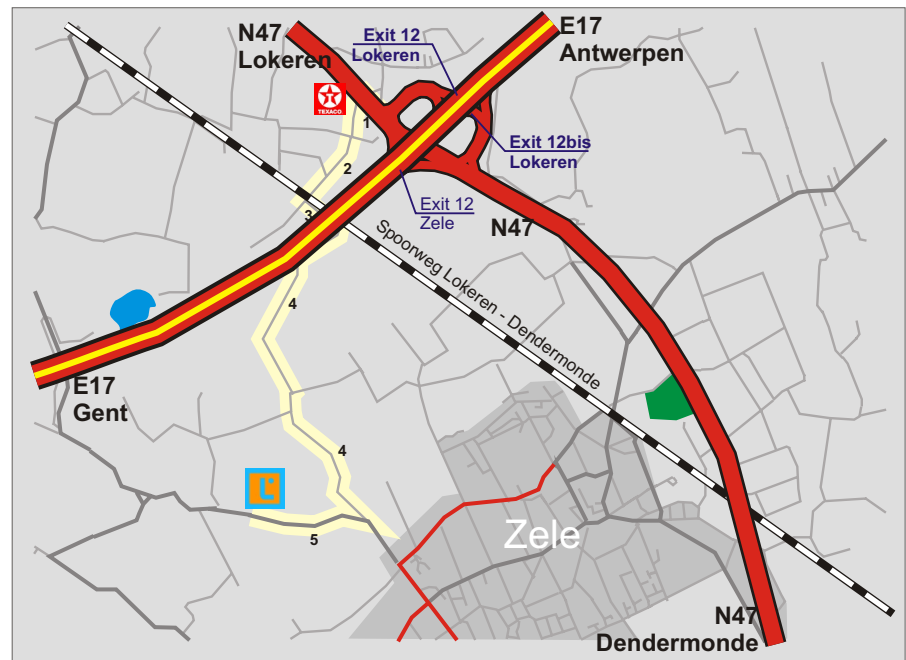 N47
Lokeren
Exit 12
Lokeren
E17
Antwerpen
TEXACO
1
Exit 12bis
Lokeren
2
Exit 12
Zele
3
N47
Spoorweg Lokeren - Dendermonde
4
E17
Gent
4
L
5
Zele
N47
Dendermonde